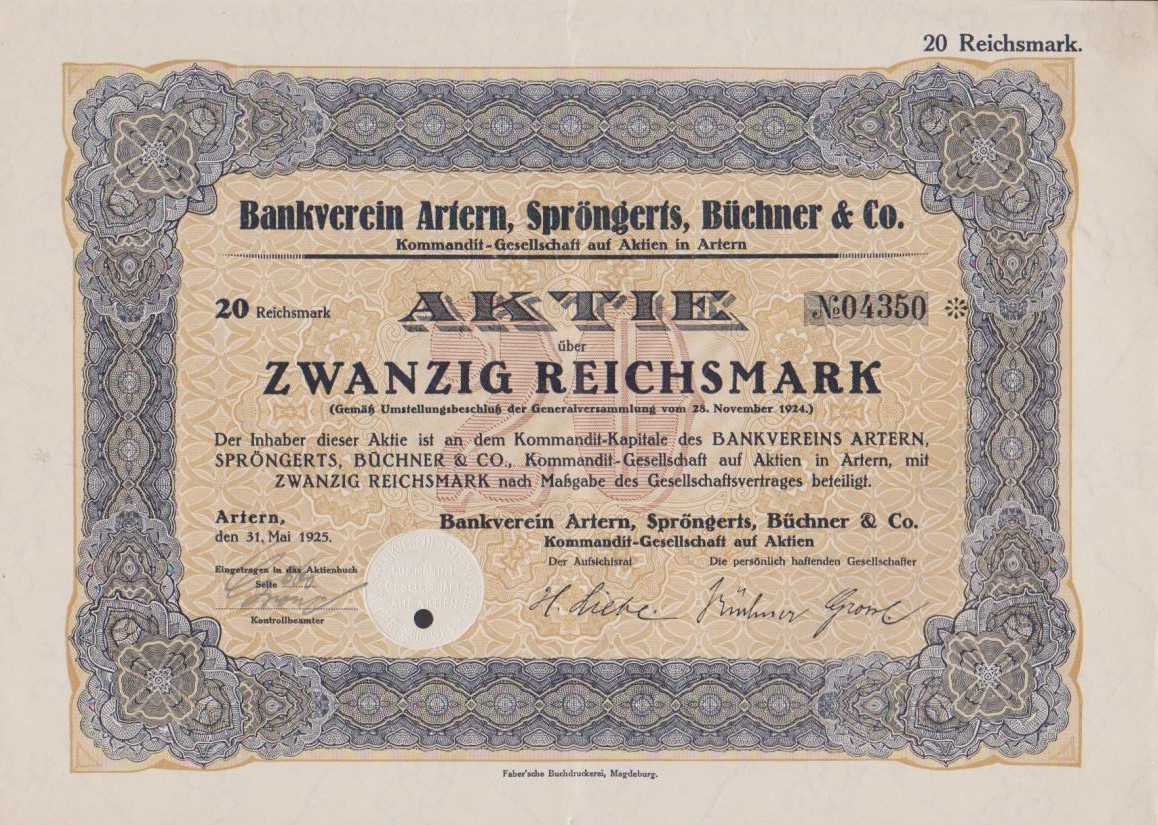 20 Reichsmark.
Bankverein Artern, Spröngerts, Büchner & Co.
Kommandit-Gesellschaft auf Aktien in Artern
20 Reichsmark AKTIE №04350 ※
über
ZWANZIG REICHSMARK
(Gemäß Umstellungsbeschluß der Generalversammlung vom 28. November 1924.)
Der Inhaber dieser Aktie ist an dem Kommandit-Kapitale des BANKVEREINS ARTERN,
SPRÖNGERTS, BÜCHNER & CO., Kommandit-Gesellschaft auf Aktien in Artern, mit
ZWANZIG REICHSMARK nach Maßgabe des Gesellschaftsvertrages beteiligt.
Artern,
den 31. Mai 1925.
Bankverein Artern, Spröngerts, Büchner & Co.
Kommandit-Gesellschaft auf Aktien
Der Aufsichtsrat Die persönlich haftenden Gesellschafter
Eingetragen in das Aktienbuch
Seite
Kontrollbeamter
H. Liebe. Büchner
Faber'sche Buchdruckerei, Magdeburg.